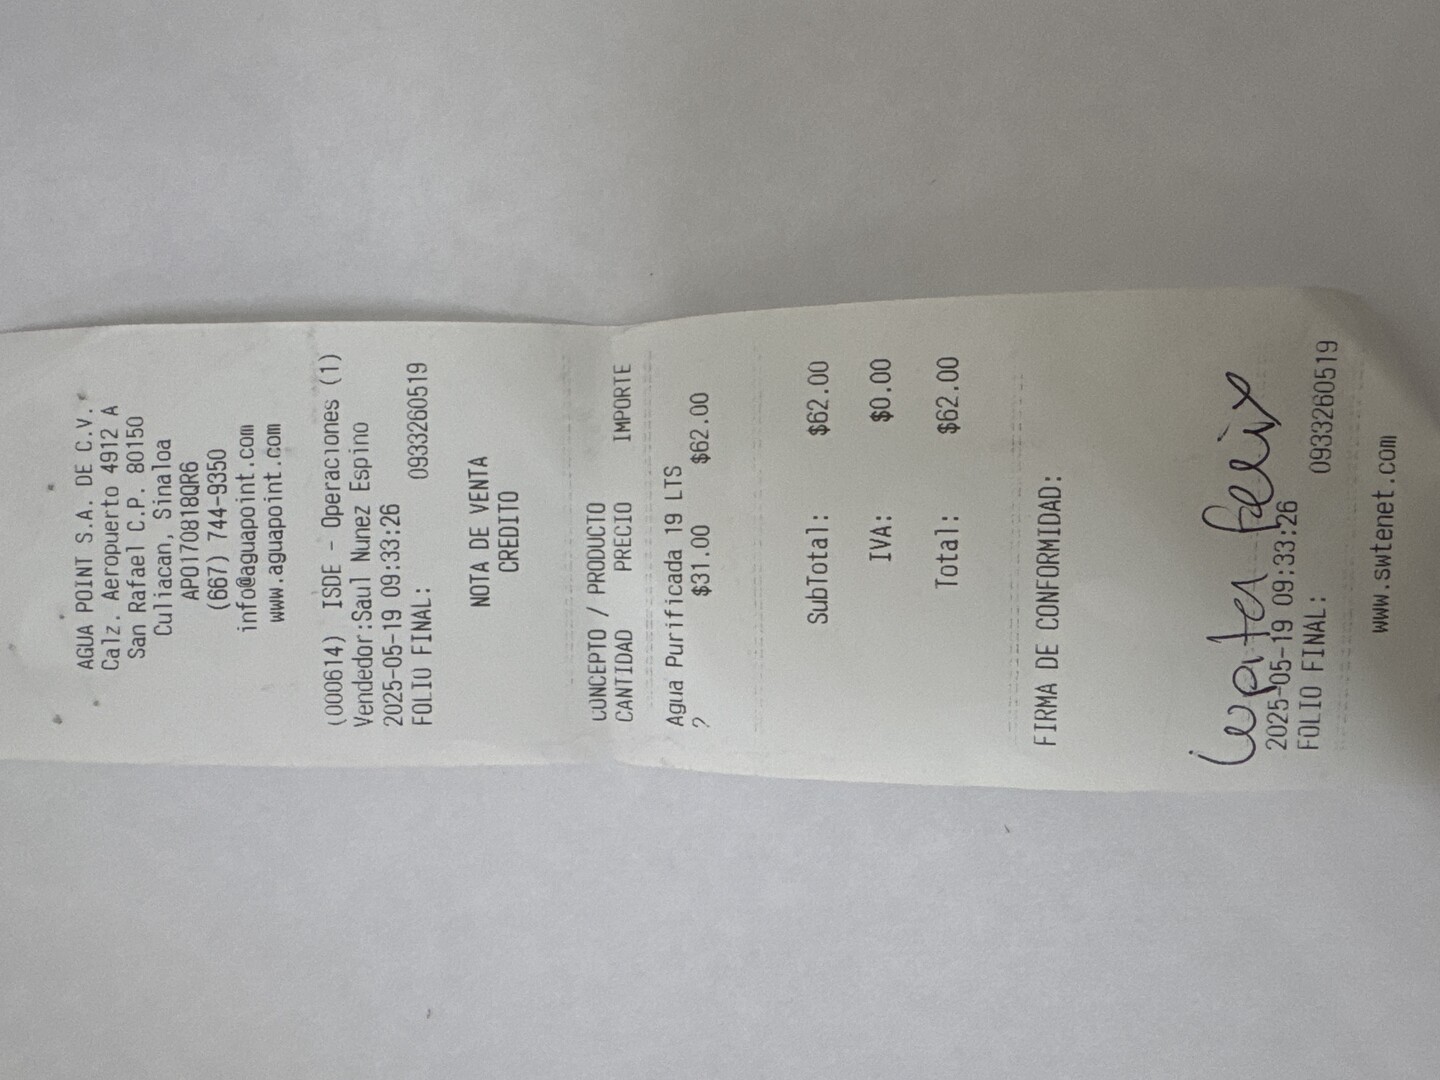 AGUA POINT S.A. DE C.V.
Calz. Aeropuerto 4912 A
San Rafael C.P. 80150
Culiacan, Sinaloa
APO170818QR6
(667) 744-9350
info@aguapoint.com
www.aguapoint.com
(000614) ISDE - Operaciones (1)
Vendedor:Saul Nunez Espino
2025-05-19 09:33:26
FOLIO FINAL: 0933260519
NOTA DE VENTA
CREDITO
CONCEPTO / PRODUCTO
CANTIDAD PRECIO IMPORTE
Agua Purificada 19 LTS
2 $31.00 $62.00
SubTotal: $62.00
IVA: $0.00
Total: $62.00
FIRMA DE CONFORMIDAD:
Lupita Felix
2025-05-19 09:33:26
FOLIO FINAL: 0933260519
www.swtenet.com